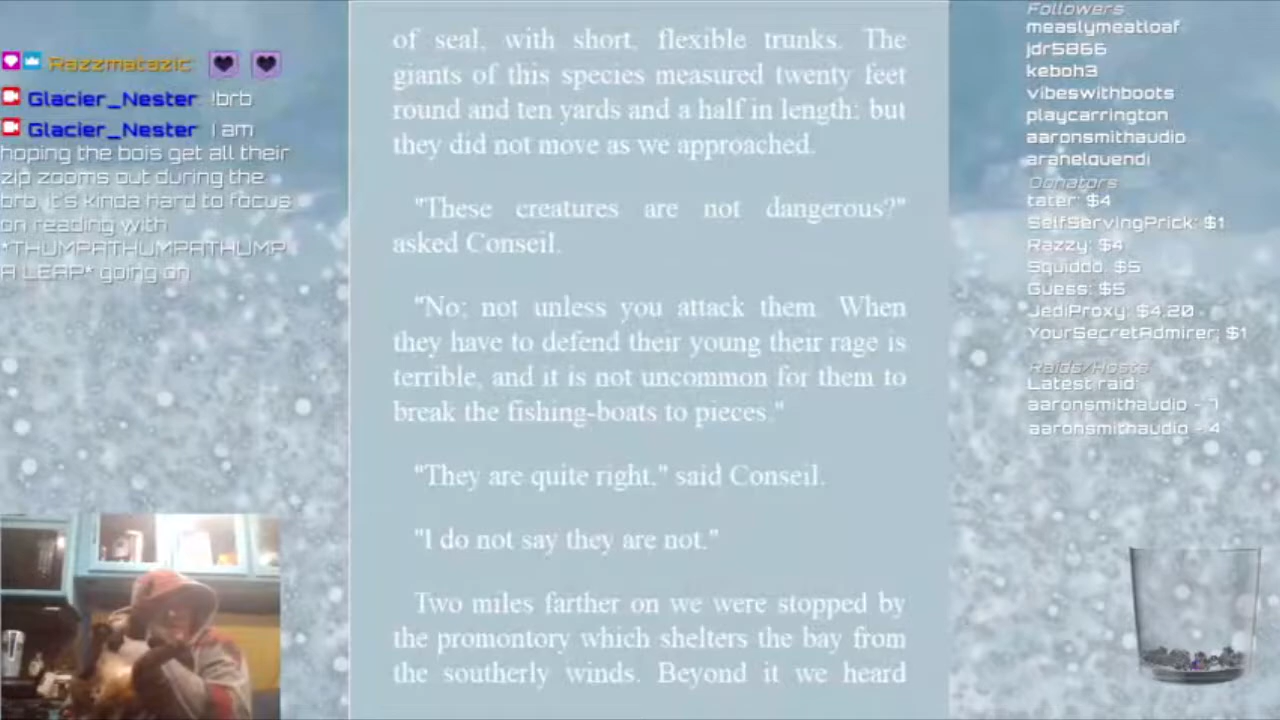 Razzmatazic
Glacier_Nester !brb
Glacier_Nester I am
hoping the bois get all their
zip zooms out during the
brb, it's kinda hard to focus
on reading with
*THUMPATHUMPATHUMP
A LEAP* going on
of seal, with short, flexible trunks. The
giants of this species measured twenty feet
round and ten yards and a half in length; but
they did not move as we approached.
"These creatures are not dangerous?"
asked Conseil.
"No; not unless you attack them. When
they have to defend their young their rage is
terrible, and it is not uncommon for them to
break the fishing-boats to pieces."
"They are quite right," said Conseil.
"I do not say they are not."
Two miles farther on we were stopped by
the promontory which shelters the bay from
the southerly winds. Beyond it we heard
Followers
measlymeatloaf
jdr5866
keboh3
vibeswithboots
playcarrington
aaronsmithaudio
aranelquendi
Donators
tater: $4
SelfServingPrick: $1
Razzy: $4
Squiddo: $5
Guess: $5
JediProxy: $4.20
YourSecretAdmirer: $1
Raids/Hosts
Latest raid:
aaronsmithaudio - 7
aaronsmithaudio - 4